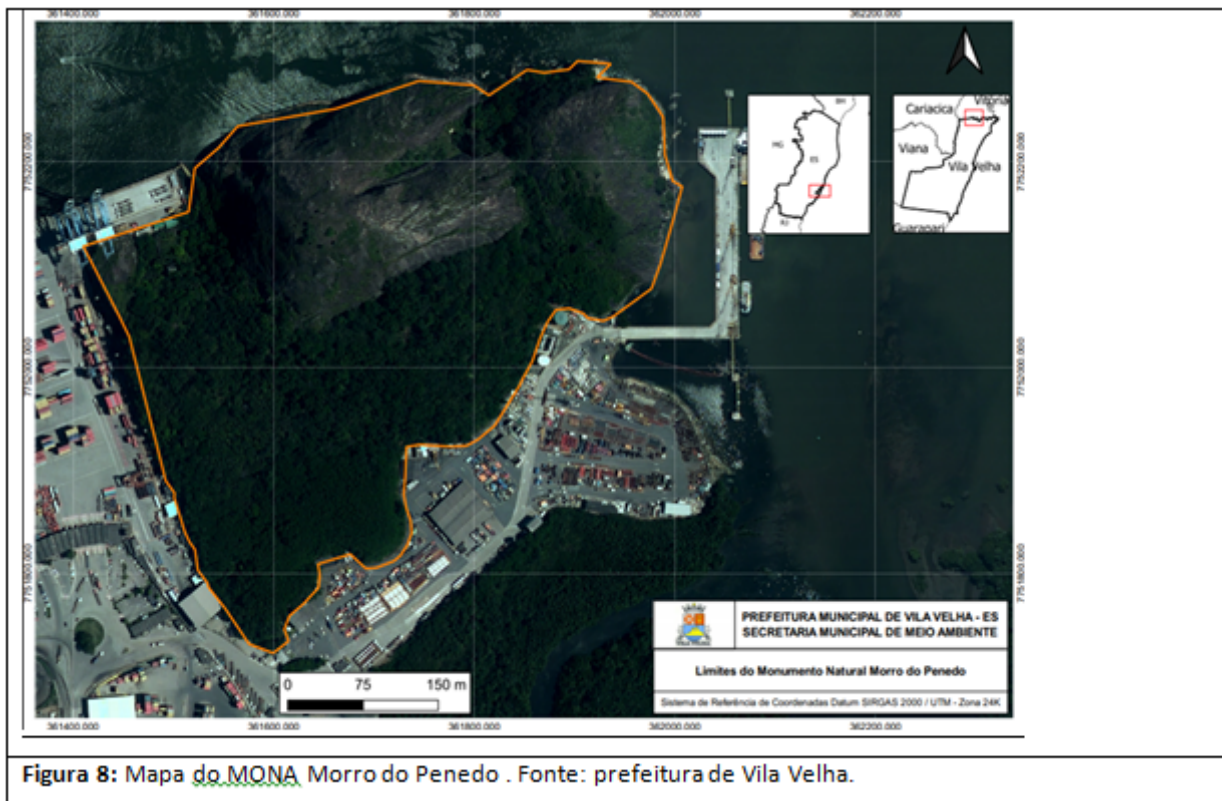 361400.000 361600.000 361800.000 362000.000 362200.000
7752200.000
7752000.000
7751800.000
7752200.000
7752000.000
7751800.000
BH
MG
ES
RJ
Cariacica
Vitória
Viana
Vila Velha
Guarapari
0 75 150 m
PREFEITURA MUNICIPAL DE VILA VELHA - ES
SECRETARIA MUNICIPAL DE MEIO AMBIENTE
Limites do Monumento Natural Morro do Penedo
Sistema de Referência de Coordenadas Datum SIRGAS 2000 / UTM - Zona 24K
361400.000 361600.000 361800.000 362000.000 362200.000
Figura 8: Mapa do MONA Morro do Penedo . Fonte: prefeitura de Vila Velha.